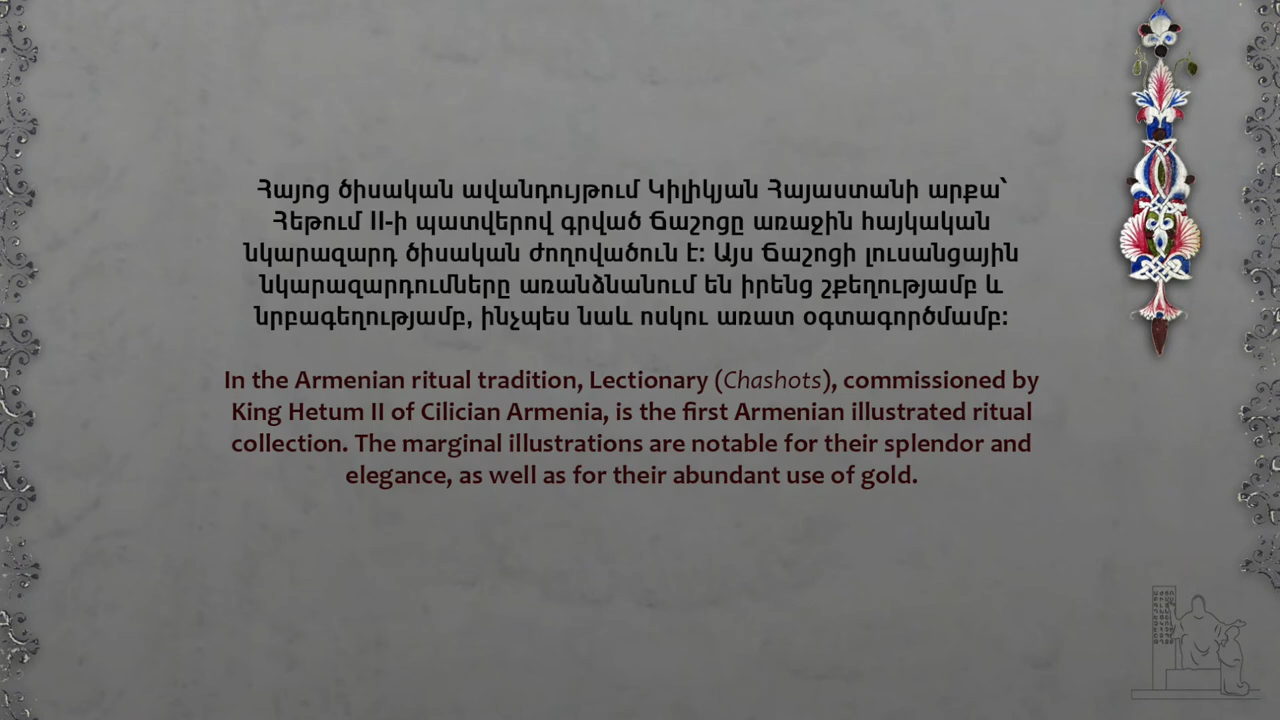 Հայոց ծիսական ավանդույթում Կիլիկյան Հայաստանի արքա՝
Հեթում II-ի պատվերով գրված Ճաշոցը առաջին հայկական
նկարազարդ ծիսական ժողովածուն է: Այս Ճաշոցի լուսանցային
նկարազարդումները առանձնանում են իրենց շքեղությամբ և
նրբագեղությամբ, ինչպես նաև ոսկու առատ օգտագործմամբ:
In the Armenian ritual tradition, Lectionary (Chashots), commissioned by
King Hetum II of Cilician Armenia, is the first Armenian illustrated ritual
collection. The marginal illustrations are notable for their splendor and
elegance, as well as for their abundant use of gold.